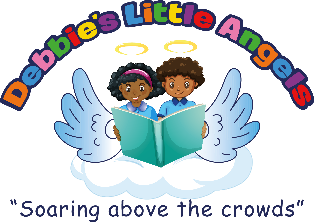 Debbie's Little Angels
"Soaring above the crowds"